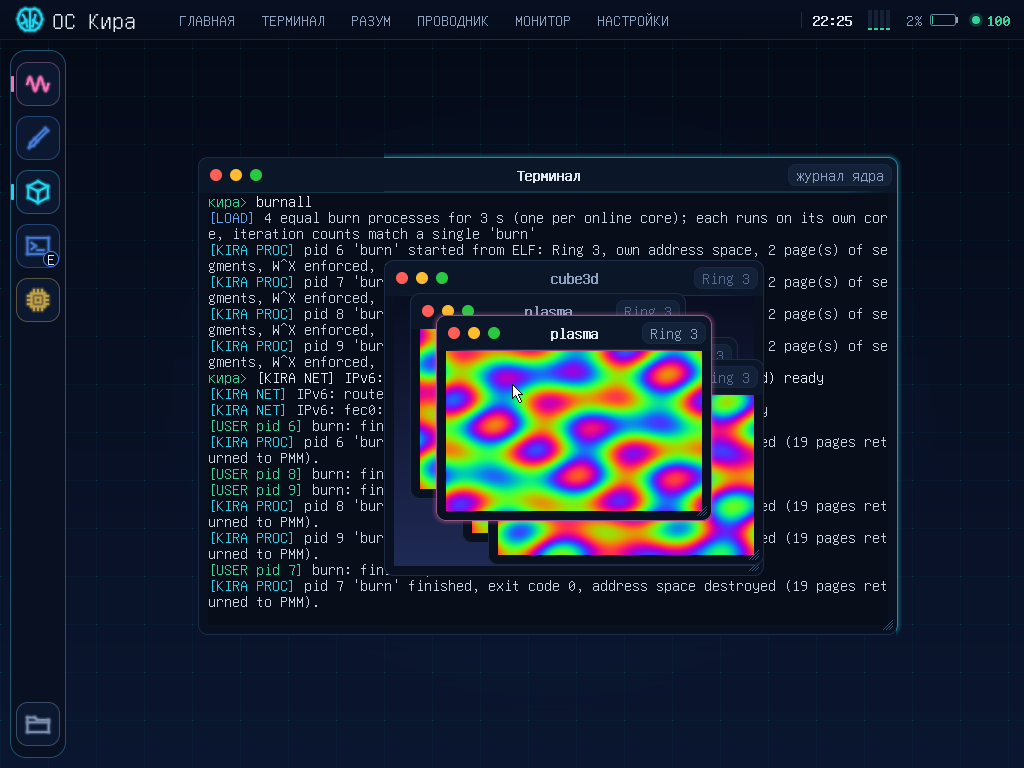 ОС Кира
ГЛАВНАЯ ТЕРМИНАЛ РАЗУМ ПРОВОДНИК МОНИТОР НАСТРОЙКИ
22:25 2% 100
E
Терминал
журнал ядра
кира> burnall
[LOAD] 4 equal burn processes for 3 s (one per online core); each runs on its own cor
e, iteration counts match a single 'burn'
[KIRA PROC] pid 6 'burn' started from ELF: Ring 3, own address space, 2 page(s) of se
gments, W^X enforced,
[KIRA PROC] pid 7 'bur 2 page(s) of se
gments, W^X enforced,
[KIRA PROC] pid 8 'bur 2 page(s) of se
gments, W^X enforced,
[KIRA PROC] pid 9 'bur 2 page(s) of se
gments, W^X enforced,
кира> [KIRA NET] IPv6: d) ready
[KIRA NET] IPv6: route
[KIRA NET] IPv6: fec0: y
[USER pid 6] burn: fin
[KIRA PROC] pid 6 'bur ed (19 pages ret
urned to PMM).
[USER pid 8] burn: fin
[USER pid 9] burn: fin
[KIRA PROC] pid 8 'bur ed (19 pages ret
urned to PMM).
[KIRA PROC] pid 9 'bur ed (19 pages ret
urned to PMM).
[USER pid 7] burn: fin
[KIRA PROC] pid 7 'burn' finished, exit code 0, address space destroyed (19 pages ret
urned to PMM).
cube3d Ring 3
plasma Ring 3
plasma Ring 3
3
ing 3